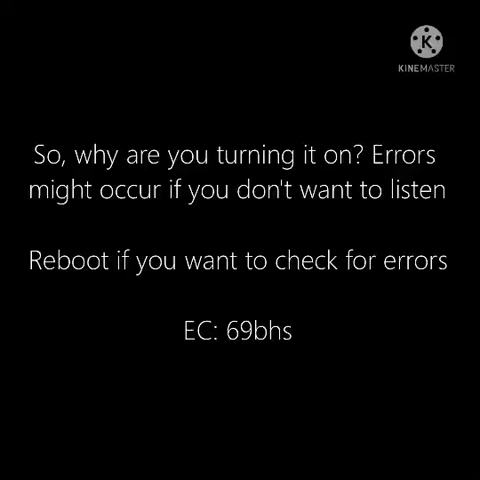 KINEMASTER
So, why are you turning it on? Errors
might occur if you don't want to listen
Reboot if you want to check for errors
EC: 69bhs